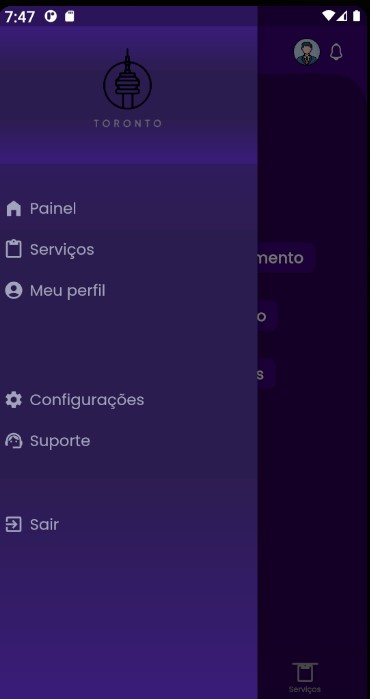 7:47
TORONTO
Painel
Serviços
mento
Meu perfil
o
s
Configurações
Suporte
Sair
Serviços